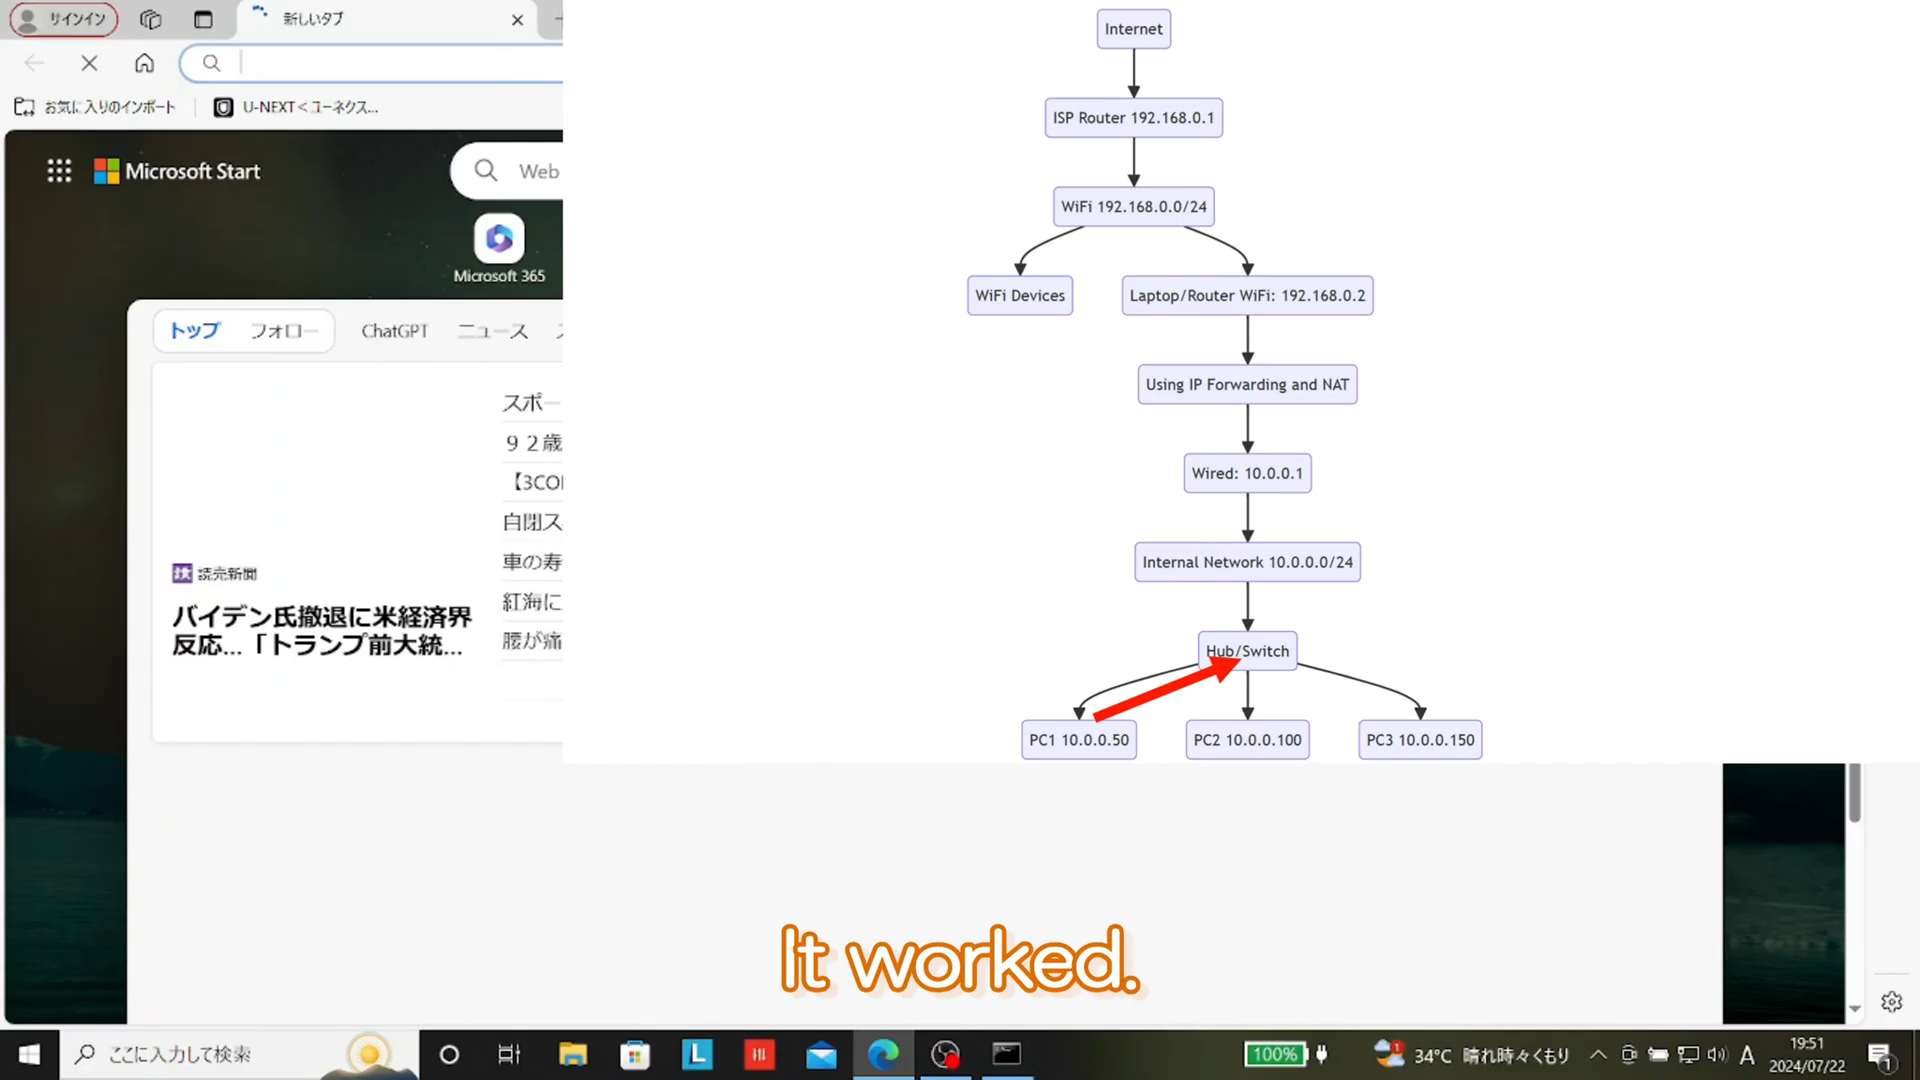 サインイン
新しいタブ
お気に入りのインポート
U-NEXT<ユーネクス...
Microsoft Start
Web
Microsoft 365
トップ
フォロー
ChatGPT
ニュース
スポー
９２歳
【3CO
自閉ス
車の寿
紅海に
腰が痛
読売新聞
バイデン氏撤退に米経済界
反応...「トランプ前大統...
Internet
ISP Router 192.168.0.1
WiFi 192.168.0.0/24
WiFi Devices
Laptop/Router WiFi: 192.168.0.2
Using IP Forwarding and NAT
Wired: 10.0.0.1
Internal Network 10.0.0.0/24
Hub/Switch
PC1 10.0.0.50
PC2 10.0.0.100
PC3 10.0.0.150
It worked.
ここに入力して検索
L
100%
1
34°C 晴れ時々くもり
A
19:51
2024/07/22
1